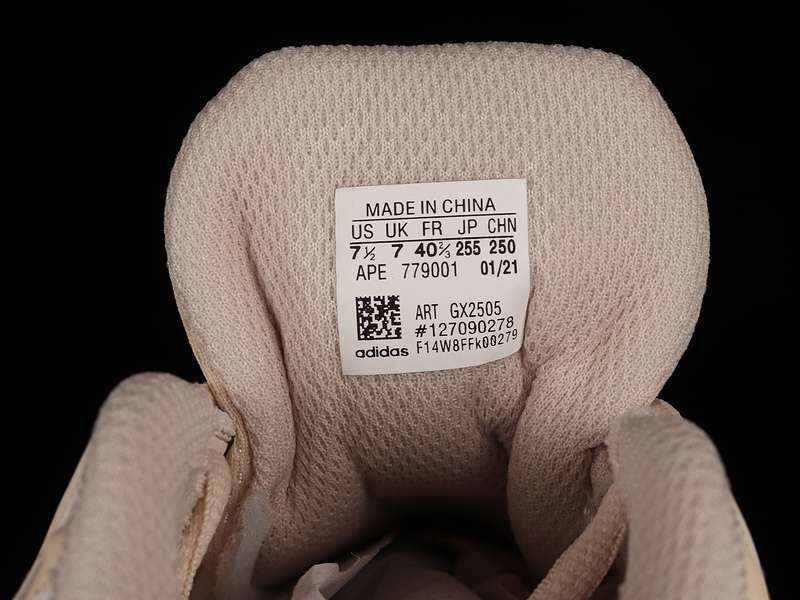 MADE IN CHINA
US UK FR JP CHN
7½ 7 40⅔ 255 250
APE 779001 01/21
ART GX2505
#127090278
adidas F14W8FFk00279